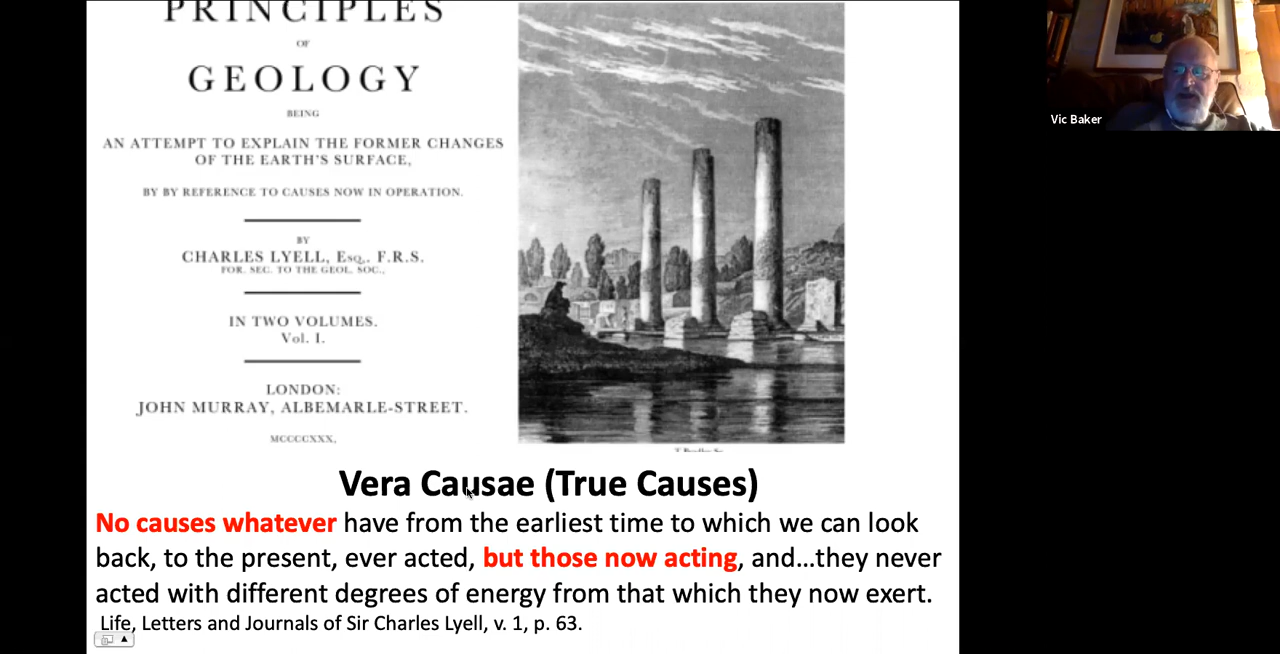 PRINCIPLES
OF
GEOLOGY
BEING
AN ATTEMPT TO EXPLAIN THE FORMER CHANGES
OF THE EARTH'S SURFACE,
BY BY REFERENCE TO CAUSES NOW IN OPERATION.
BY
CHARLES LYELL, Esq., F.R.S.
FOR. SEC. TO THE GEOL. SOC.,
IN TWO VOLUMES.
Vol. I.
LONDON:
JOHN MURRAY, ALBEMARLE-STREET.
MCCCCXXX,
Vera Causae (True Causes)
No causes whatever have from the earliest time to which we can look
back, to the present, ever acted, but those now acting, and...they never
acted with different degrees of energy from that which they now exert.
Life, Letters and Journals of Sir Charles Lyell, v. 1, p. 63.
Vic Baker